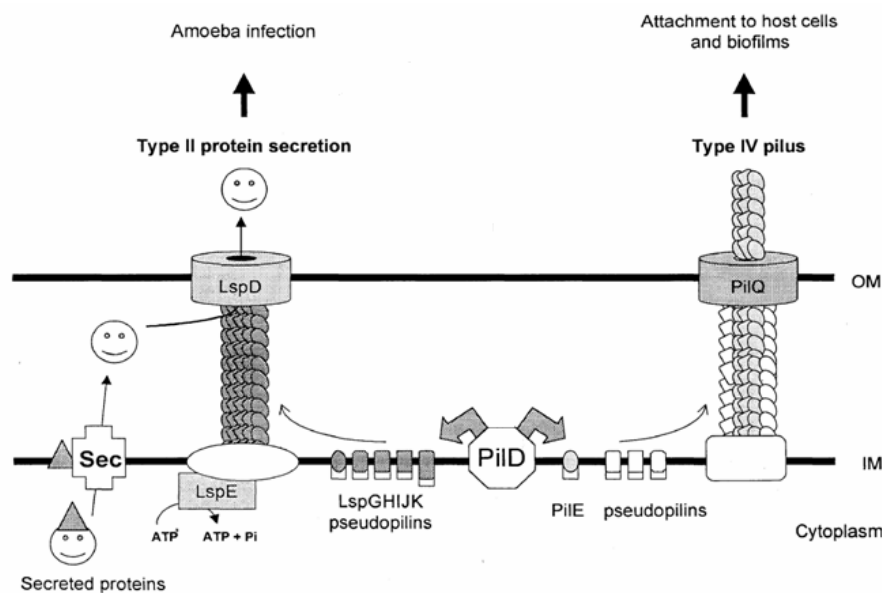 Amoeba infection
Attachment to host cells
and biofilms
Type II protein secretion
Type IV pilus
LspD
PilQ
OM
Sec
PilD
IM
LspE
LspGHIJK
pseudopilins
PilE pseudopilins
ATP
ATP + Pi
Cytoplasm
Secreted proteins